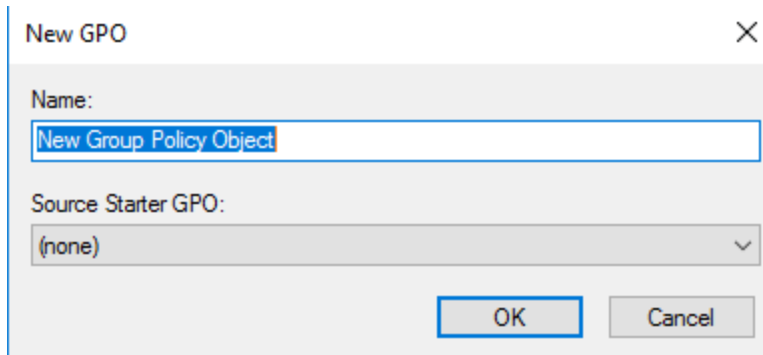 New GPO
Name:
New Group Policy Object
Source Starter GPO:
(none)
OK Cancel